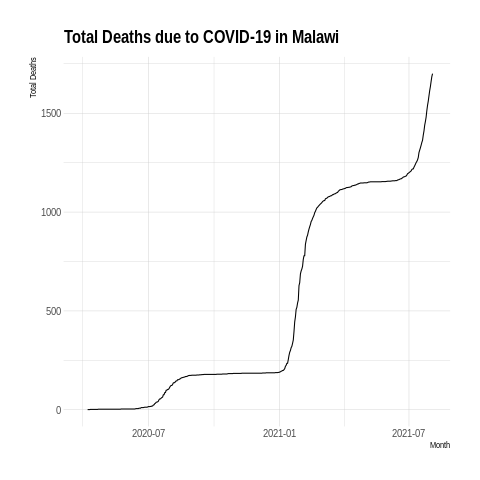 Total Deaths due to COVID-19 in Malawi
Total Deaths
1500
1000
500
0
2020-07
2021-01
2021-07
Month